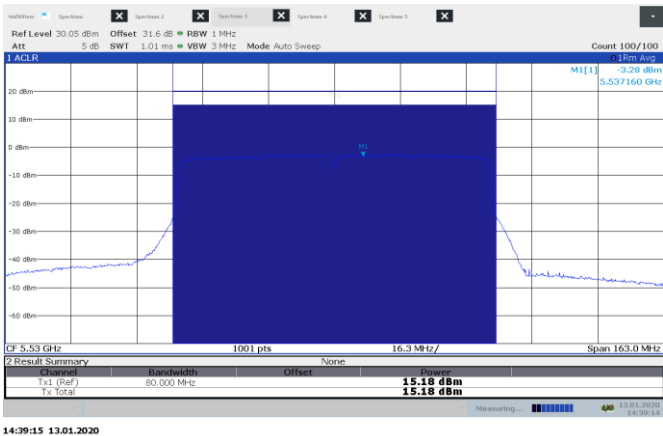 MultiView Spectrum X Spectrum 2 X Spectrum 3 X Spectrum 4 X Spectrum 5 X
Ref Level 30.05 dBm Offset 31.6 dB RBW 1 MHz
Att 5 dB SWT 1.01 ms VBW 3 MHz Mode Auto Sweep Count 100/100
1 ACLR 1Rm Avg
M1[1] -3.28 dBm
5.537160 GHz
20 dBm
10 dBm
M1
0 dBm
-10 dBm
-20 dBm
-30 dBm
-40 dBm
-50 dBm
-60 dBm
CF 5.53 GHz 1001 pts 16.3 MHz/ Span 163.0 MHz
2 Result Summary None
Channel Bandwidth Offset Power
Tx1 (Ref) 80.000 MHz 15.18 dBm
Tx Total 15.18 dBm
Measuring... 13.01.2020
14:39:14
14:39:15 13.01.2020